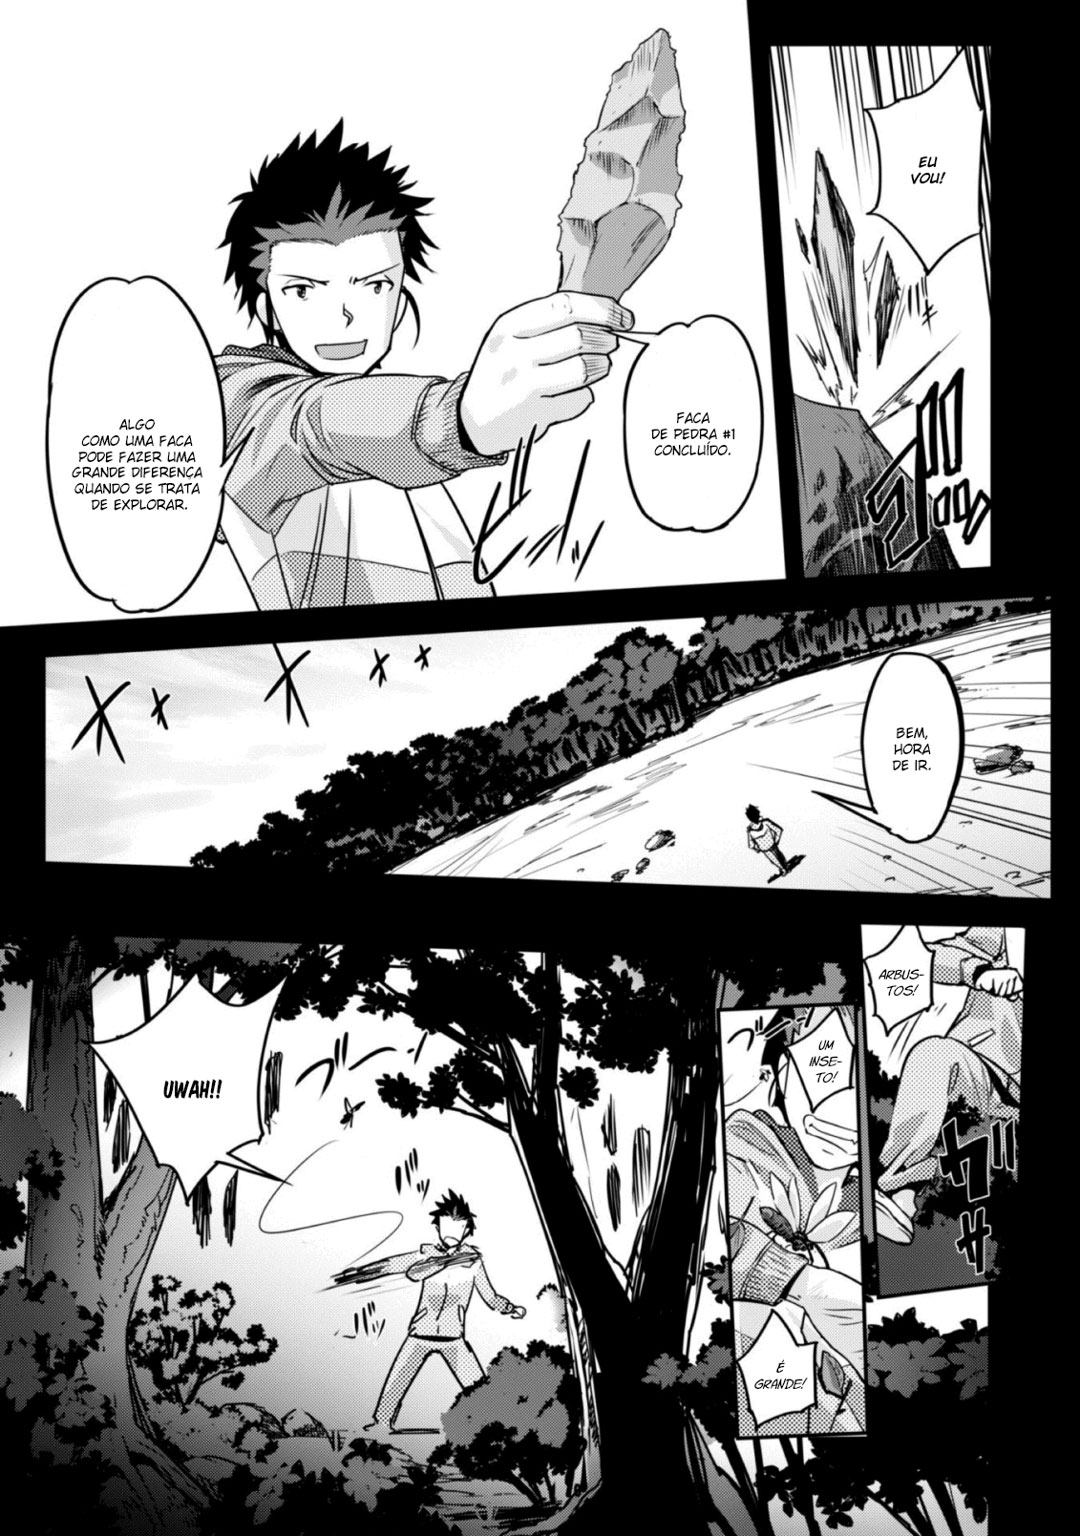 EU
VOU!
FACA
DE PEDRA #1
CONCLUÍDO.
ALGO
COMO UMA FACA
PODE FAZER UMA
GRANDE DIFERENÇA
QUANDO SE TRATA
DE EXPLORAR.
BEM,
HORA
DE IR.
ARBUS-
TOS!
UM
INSE-
TO!
É
GRANDE!
UWAH!!